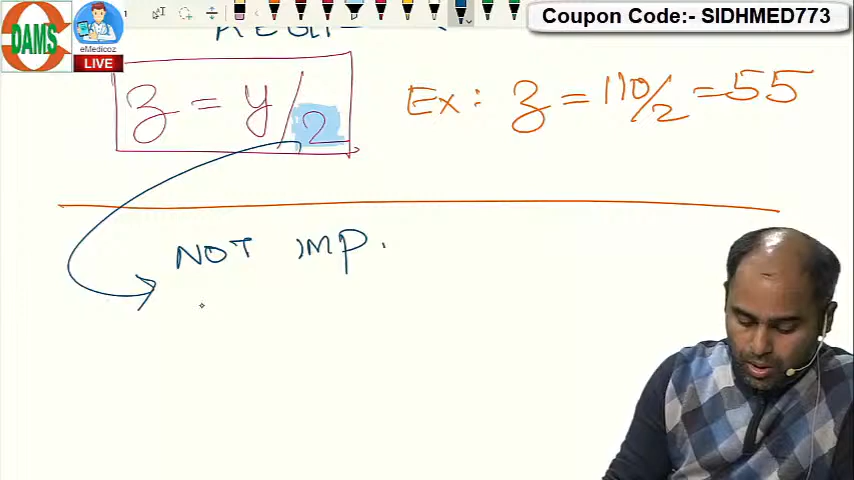 DAMS
eMedicoz
LIVE
Coupon Code:- SIDHMED773
z = y/2
Ex: z = 110/2 = 55
NOT IMP.